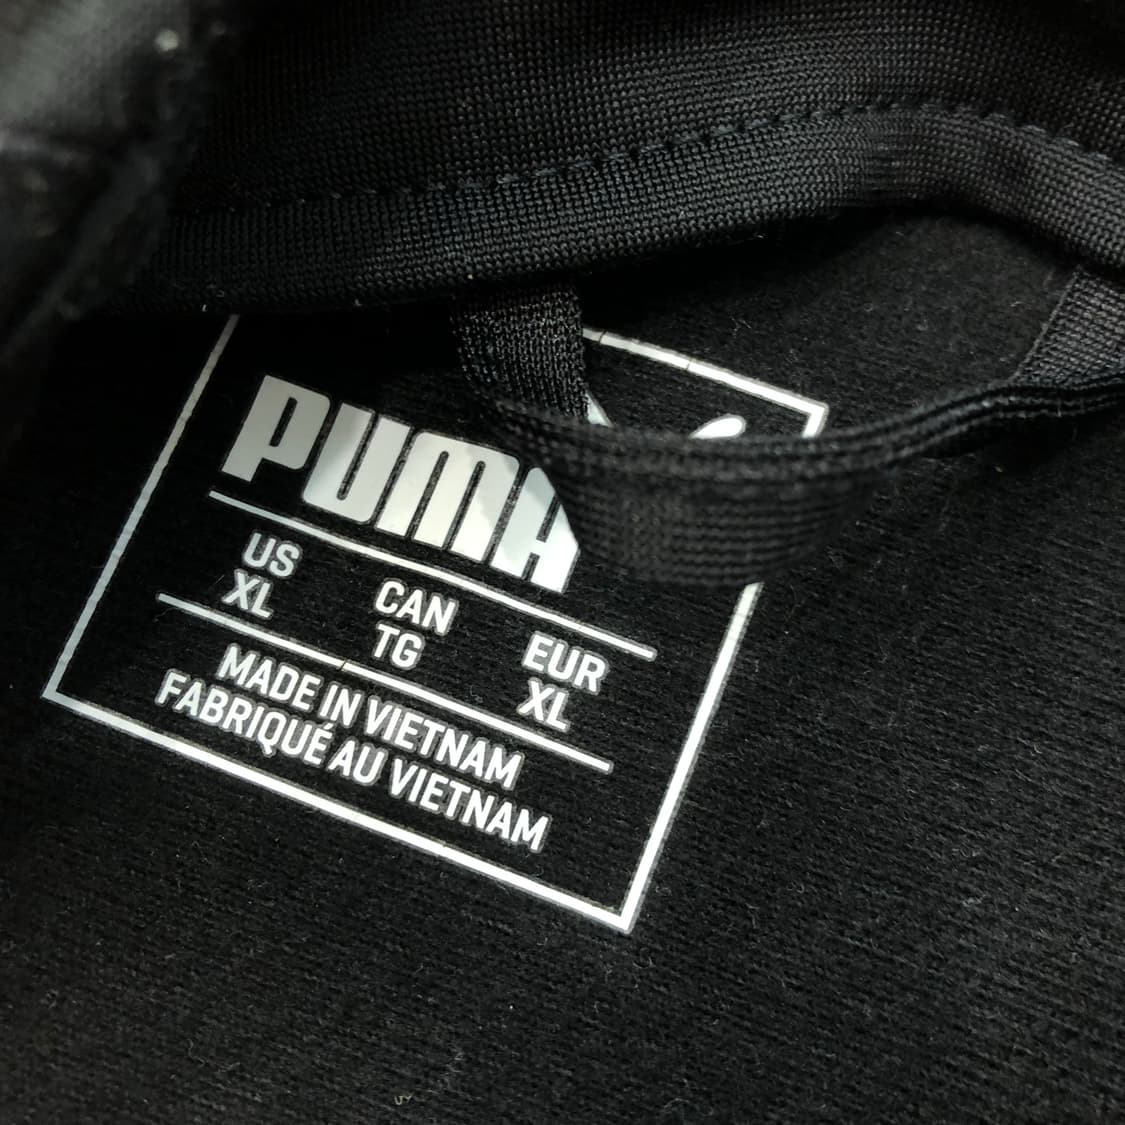 PUMA
US CAN EUR
XL TG XL
MADE IN VIETNAM
FABRIQUÉ AU VIETNAM